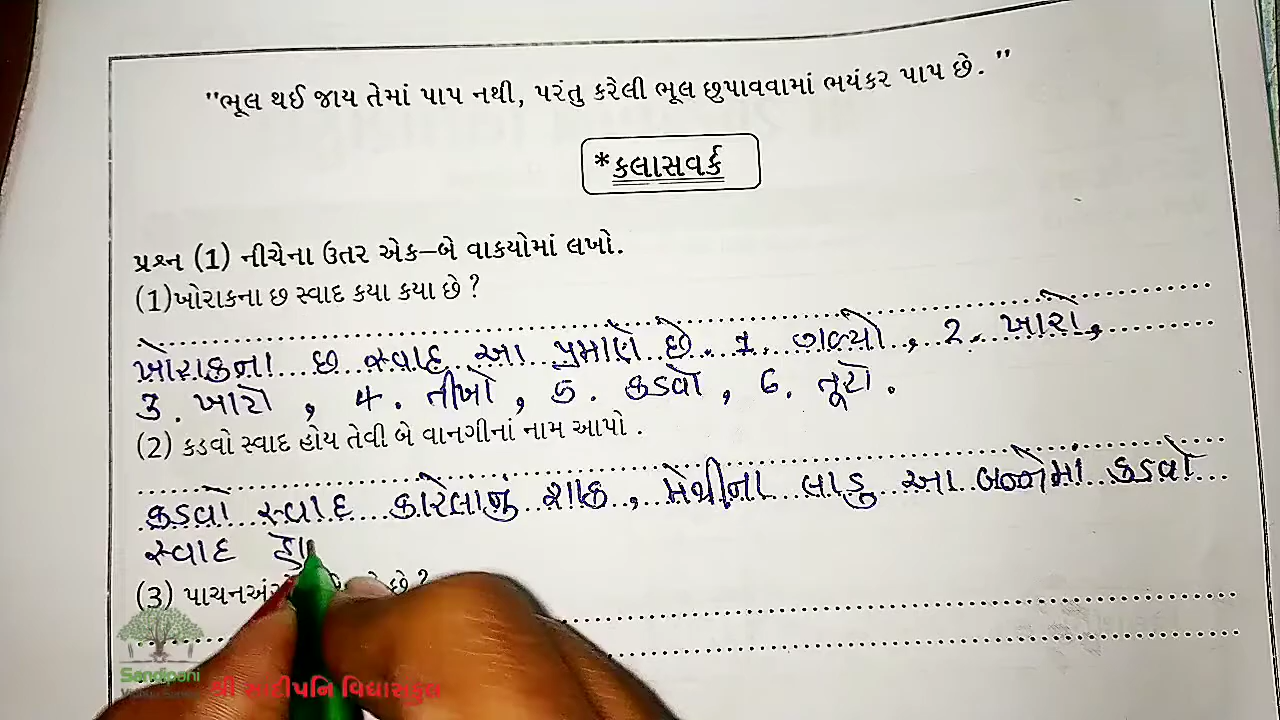 "ભૂલ થઈ જાય તેમાં પાપ નથી, પરંતુ કરેલી ભૂલ છુપાવવામાં ભયંકર પાપ છે. "
*કલાસવર્ક
પ્રશ્ન (1) નીચેના ઉતર એક–બે વાકયોમાં લખો.
(1)ખોરાકના છ સ્વાદ કયા કયા છે ?
ખોરાકના છ સ્વાદ આ પ્રમાણે છે. 1. ગળ્યો , 2. ખારો,
3. ખાટો , 4. તીખો , 5. કડવો , 6. તૂરો .
(2) કડવો સ્વાદ હોય તેવી બે વાનગીનાં નામ આપો .
કડવો સ્વાદ કારેલાનું શાક , મેથીના લાડુ આ બન્નેમાં કડવો
સ્વાદ
(3) છે ?
Sandipani
શ્રી સાંદીપનિ વિદ્યાસંકુલ